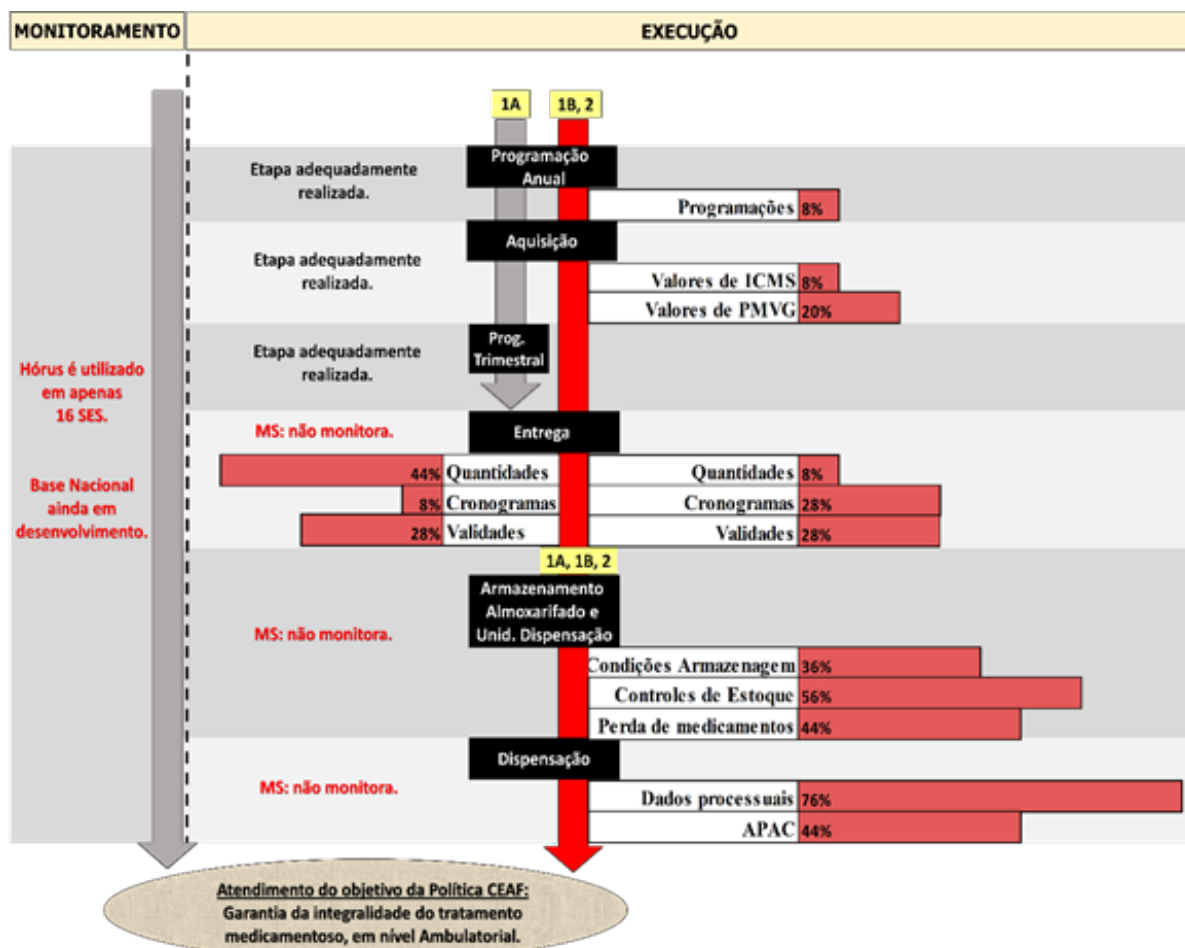 MONITORAMENTO
EXECUÇÃO
1A
1B, 2
Etapa adequadamente
realizada.
Programação
Anual
Programações 8%
Aquisição
Etapa adequadamente
realizada.
Valores de ICMS 8%
Valores de PMVG 20%
Etapa adequadamente
realizada.
Prog.
Trimestral
Hórus é utilizado
em apenas
16 SES.
Base Nacional
ainda em
desenvolvimento.
MS: não monitora.
Entrega
44% Quantidades
Quantidades 8%
8% Cronogramas
Cronogramas 28%
28% Validades
Validades 28%
1A, 1B, 2
Armazenamento
Almoxarifado e
Unid. Dispensação
MS: não monitora.
Condições Armazenagem 36%
Controles de Estoque 56%
Perda de medicamentos 44%
Dispensação
MS: não monitora.
Dados processuais 76%
APAC 44%
Atendimento do objetivo da Política CEAF:
Garantia da integralidade do tratamento
medicamentoso, em nível Ambulatorial.